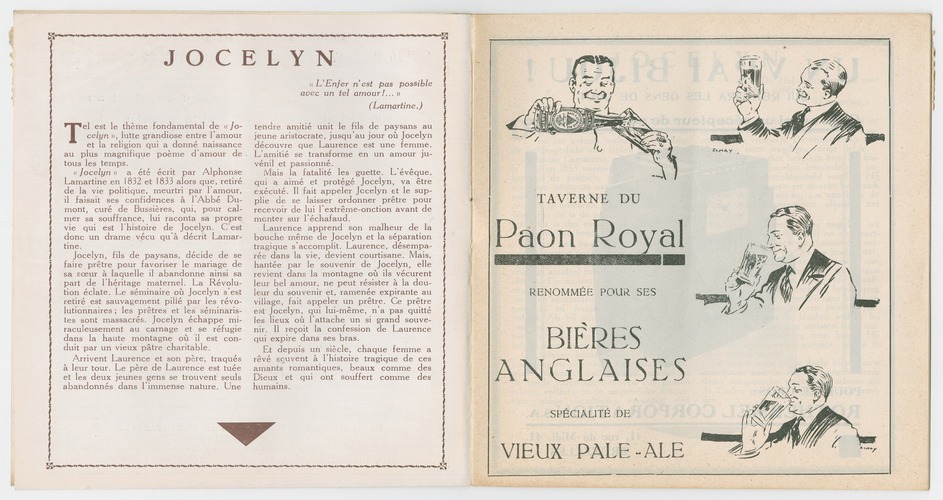 JOCELYN
« L'Enfer n'est pas possible
avec un tel amour!... »
(Lamartine.)
Tel est le thème fondamental de « Jo-
celyn », lutte grandiose entre l'amour
et la religion qui a donné naissance
au plus magnifique poème d'amour de
tous les temps.
« Jocelyn » a été écrit par Alphonse
Lamartine en 1832 et 1833 alors que, retiré
de la vie politique, meurtri par l'amour,
il faisait ses confidences à l'Abbé Du-
mont, curé de Bussières, qui, pour cal-
mer sa souffrance, lui raconta sa propre
vie qui est l'histoire de Jocelyn. C'est
donc un drame vécu qu'à décrit Lamar-
tine.
Jocelyn, fils de paysans, décide de se
faire prêtre pour favoriser le mariage de
sa sœur à laquelle il abandonne ainsi sa
part de l'héritage maternel. La Révolu-
tion éclate. Le séminaire où Jocelyn s'est
retiré est sauvagement pillé par les révo-
lutionnaires; les prêtres et les séminaris-
tes sont massacrés. Jocelyn échappe mi-
raculeusement au carnage et se réfugie
dans la haute montagne où il est con-
duit par un vieux pâtre charitable.
Arrivent Laurence et son père, traqués
à leur tour. Le père de Laurence est tuée
et les deux jeunes gens se trouvent seuls
abandonnés dans l'immense nature. Une
tendre amitié unit le fils de paysans au
jeune aristocrate, jusqu'au jour où Jocelyn
découvre que Laurence est une femme.
L'amitié se transforme en un amour ju-
vénil et passionné.
Mais la fatalité les guette. L'évêque,
qui a aimé et protégé Jocelyn, va être
exécuté. Il fait appeler Jocelyn et le sup-
plie de se laisser ordonner prêtre pour
recevoir de lui l'extrême-onction avant de
monter sur l'échafaud.
Laurence apprend son malheur de la
bouche même de Jocelyn et la séparation
tragique s'accomplit. Laurence, désempa-
rée dans la vie, devient courtisane. Mais,
hantée par le souvenir de Jocelyn, elle
revient dans la montagne où ils vécurent
leur bel amour, ne peut résister à la dou-
leur du souvenir et, ramenée expirante au
village, fait appeler un prêtre. Ce prêtre
est Jocelyn, qui lui-même, n'a pas quitté
les lieux où l'attache un si grand souve-
nir. Il reçoit la confession de Laurence
qui expire dans ses bras.
Et depuis un siècle, chaque femme a
rêvé souvent à l'histoire tragique de ces
amants romantiques, beaux comme des
Dieux et qui ont souffert comme des
humains.
TAVERNE DU
Paon Royal
RENOMMÉE POUR SES
BIÈRES
ANGLAISES
SPÉCIALITÉ DE
VIEUX PALE-ALE